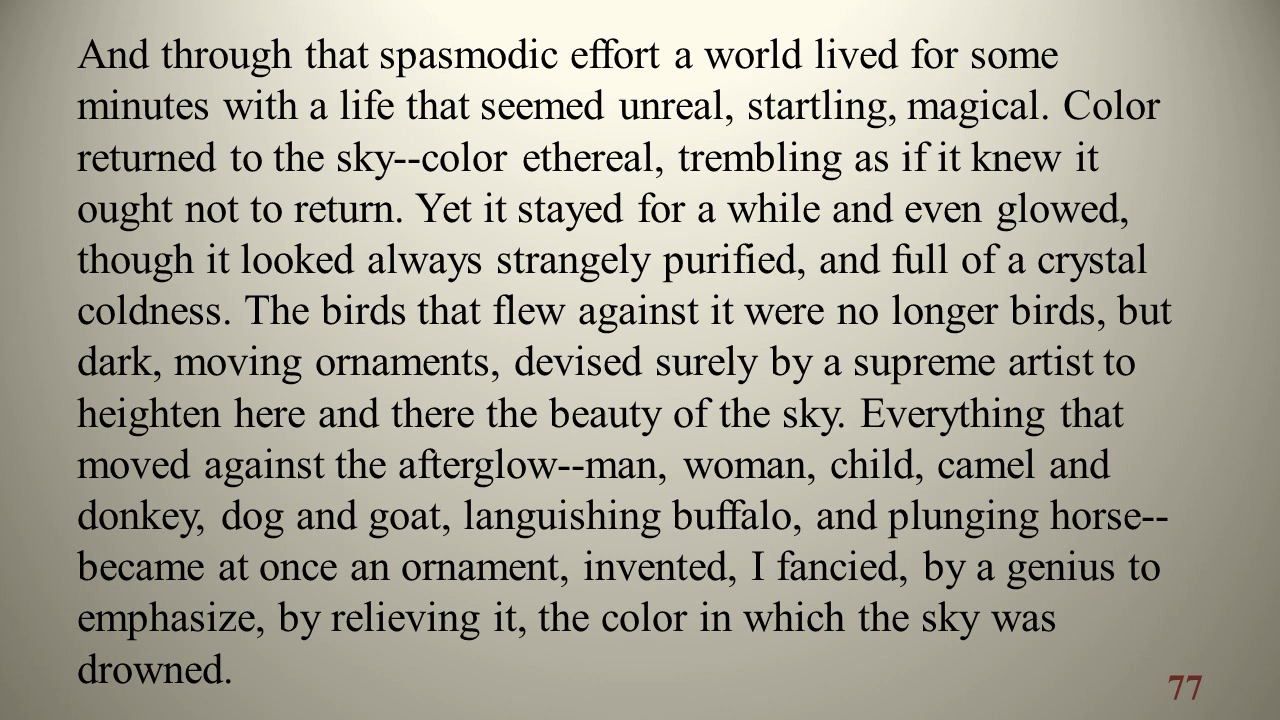 And through that spasmodic effort a world lived for some
minutes with a life that seemed unreal, startling, magical. Color
returned to the sky--color ethereal, trembling as if it knew it
ought not to return. Yet it stayed for a while and even glowed,
though it looked always strangely purified, and full of a crystal
coldness. The birds that flew against it were no longer birds, but
dark, moving ornaments, devised surely by a supreme artist to
heighten here and there the beauty of the sky. Everything that
moved against the afterglow--man, woman, child, camel and
donkey, dog and goat, languishing buffalo, and plunging horse--
became at once an ornament, invented, I fancied, by a genius to
emphasize, by relieving it, the color in which the sky was
drowned.
77